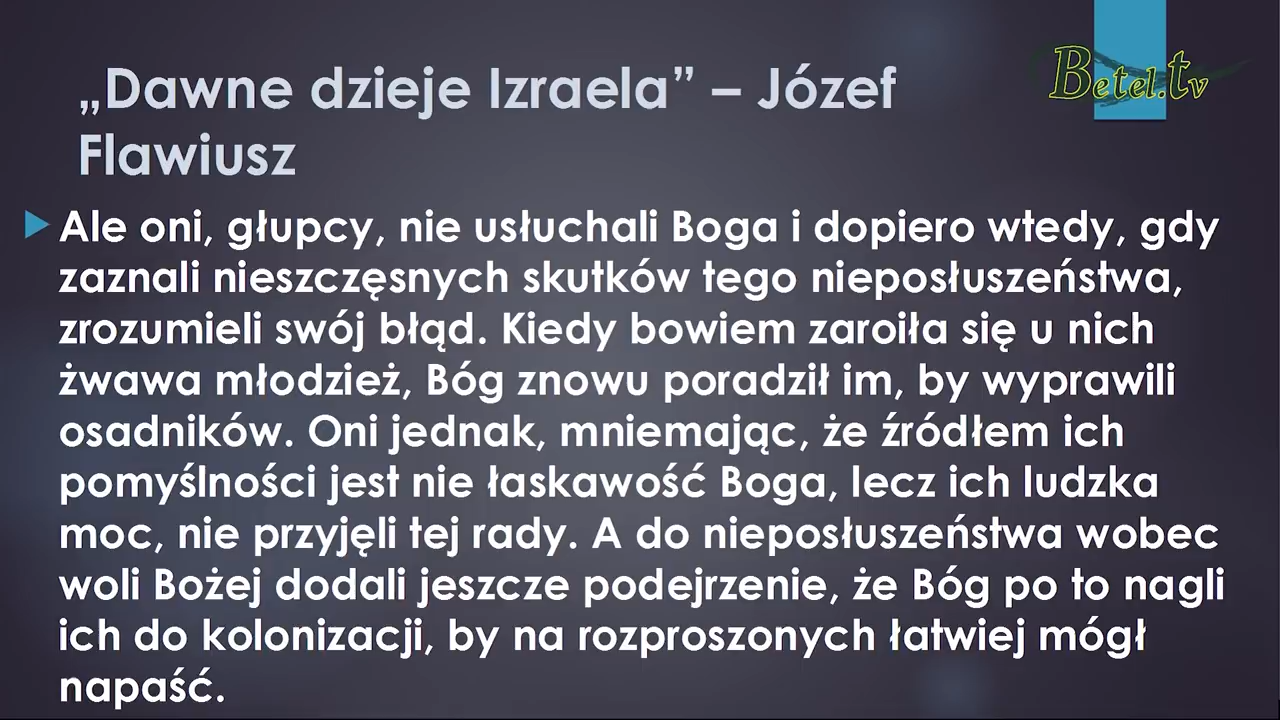 „Dawne dzieje Izraela” – Józef
Flawiusz
Betel.tv
Ale oni, głupcy, nie usłuchali Boga i dopiero wtedy, gdy
zaznali nieszczęsnych skutków tego nieposłuszeństwa,
zrozumieli swój błąd. Kiedy bowiem zaroiła się u nich
żwawa młodzież, Bóg znowu poradził im, by wyprawili
osadników. Oni jednak, mniemając, że źródłem ich
pomyślności jest nie łaskawość Boga, lecz ich ludzka
moc, nie przyjęli tej rady. A do nieposłuszeństwa wobec
woli Bożej dodali jeszcze podejrzenie, że Bóg po to nagli
ich do kolonizacji, by na rozproszonych łatwiej mógł
napaść.